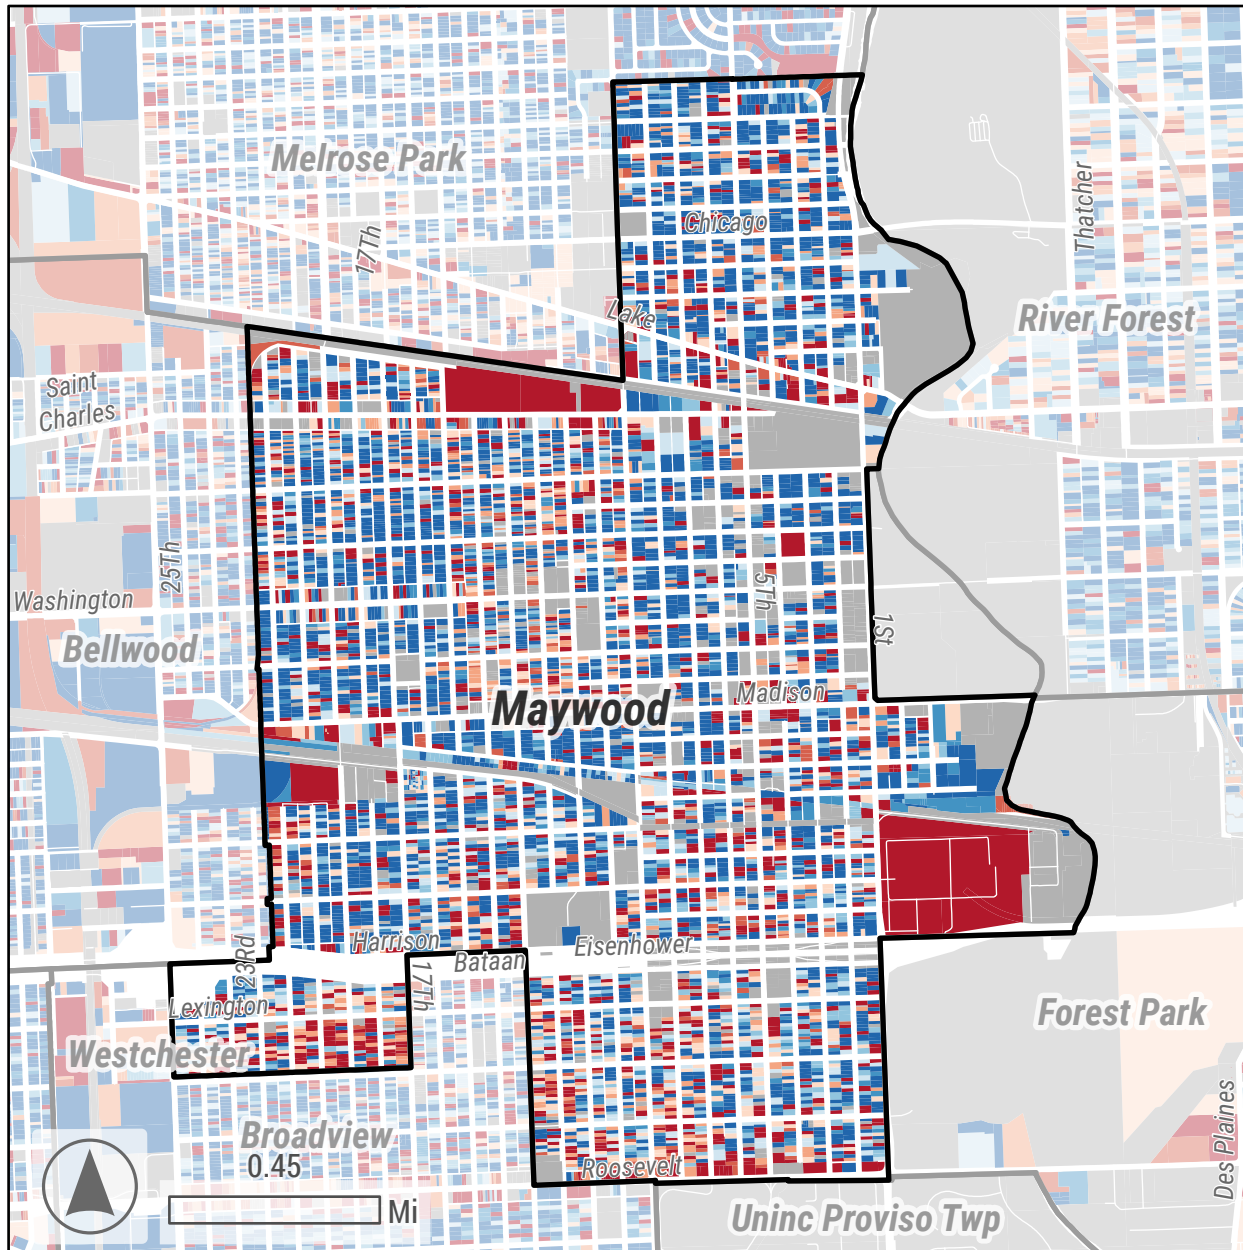 Melrose Park
Thatcher
Chicago
17Th
Lake
River Forest
Saint
Charles
25Th
5Th
Washington
1St
Bellwood
Madison
Maywood
Harrison
Eisenhower
23Rd
Bataan
17Th
Lexington
Forest Park
Westchester
Des Plaines
Broadview
0.45
Roosevelt
Mi
Uninc Proviso Twp